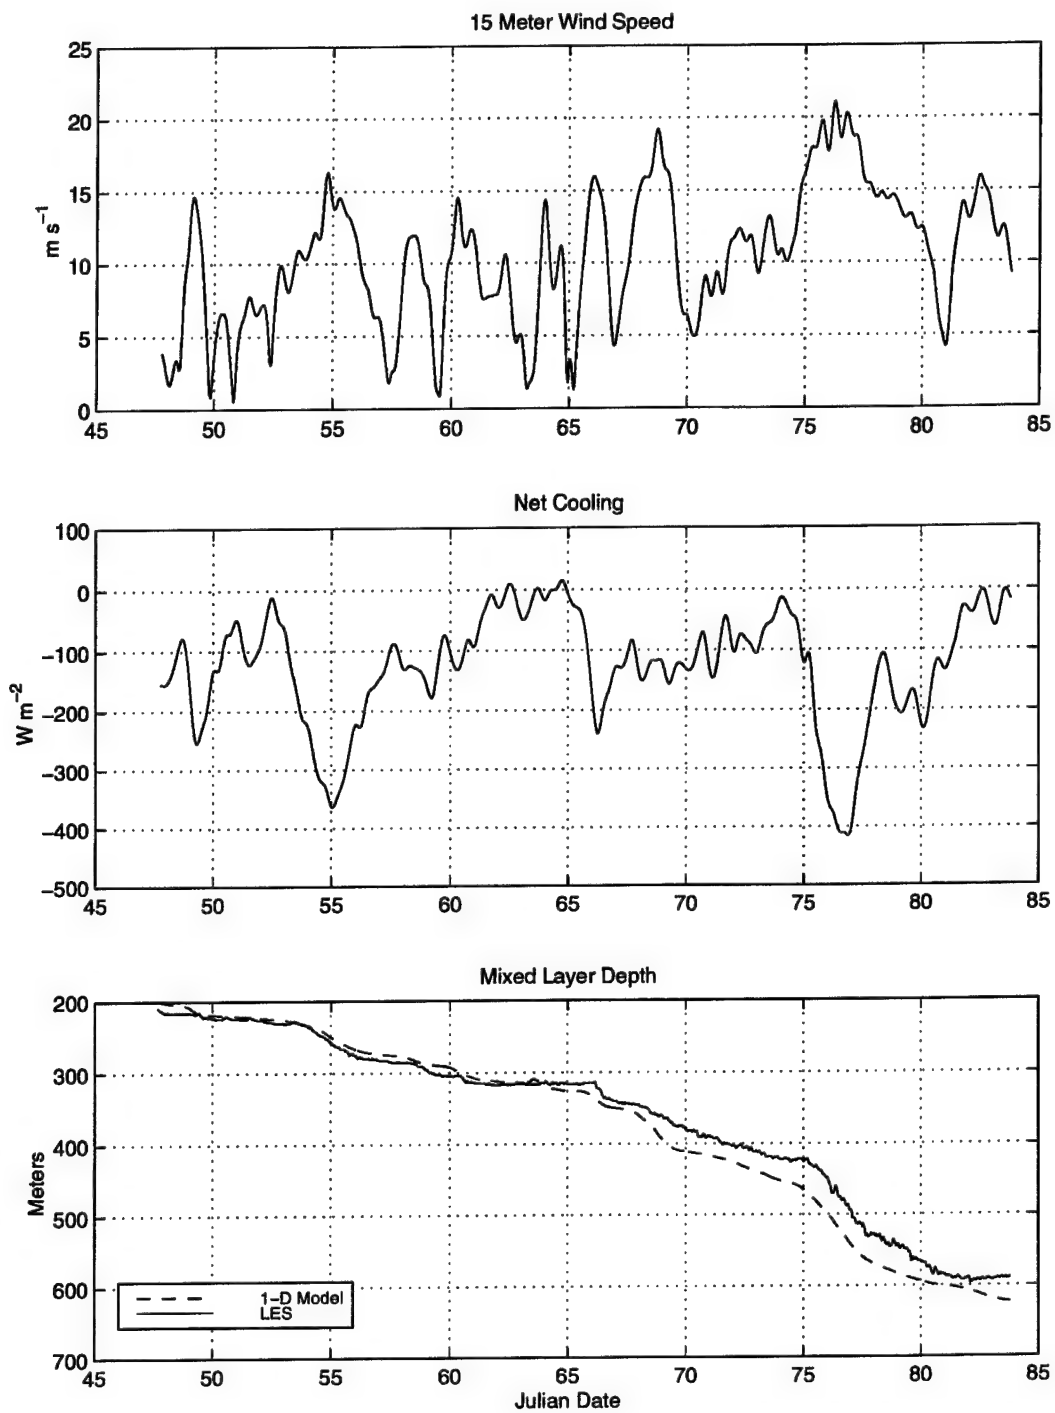 15 Meter Wind Speed
25
20
15
10
5
0
m s−1
45 50 55 60 65 70 75 80 85
Net Cooling
100
0
−100
−200
−300
−400
−500
W m−2
45 50 55 60 65 70 75 80 85
Mixed Layer Depth
200
300
400
500
600
700
Meters
1−D Model
LES
45 50 55 60 65 70 75 80 85
Julian Date